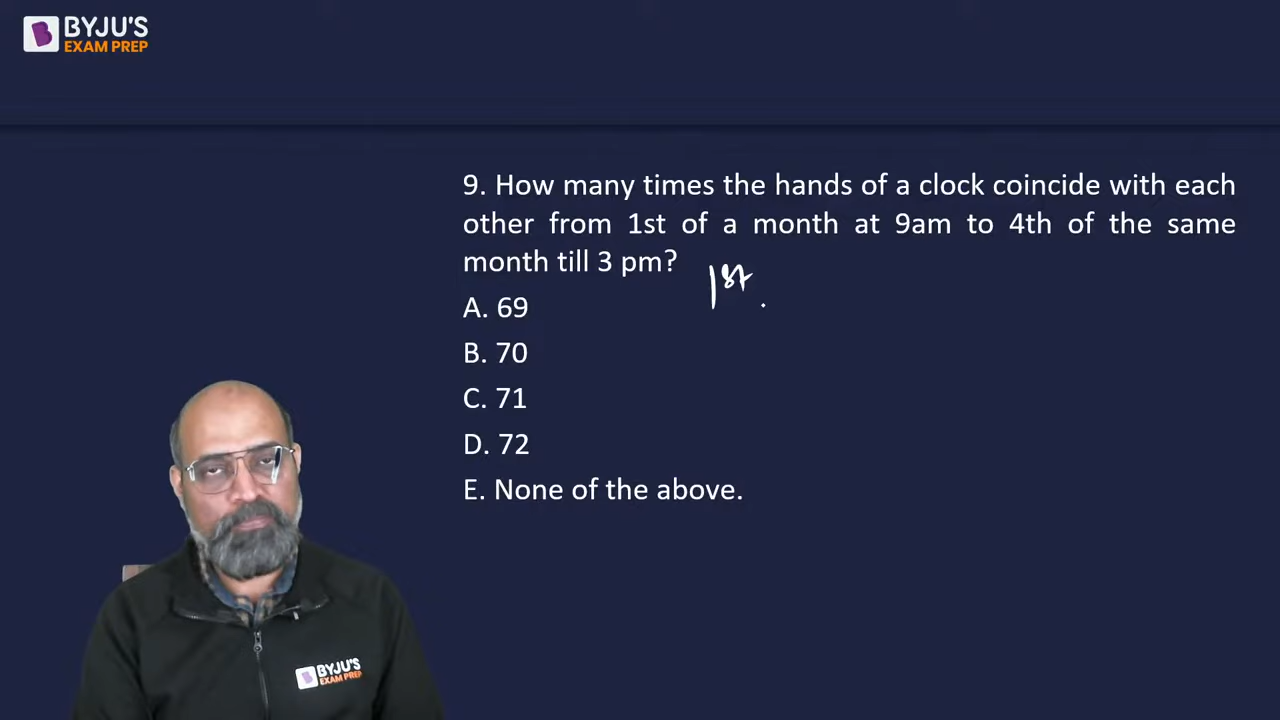 BYJU'S
EXAM PREP
9. How many times the hands of a clock coincide with each
other from 1st of a month at 9am to 4th of the same
month till 3 pm?
1st
A. 69
B. 70
C. 71
D. 72
E. None of the above.
BYJU'S
EXAM PREP